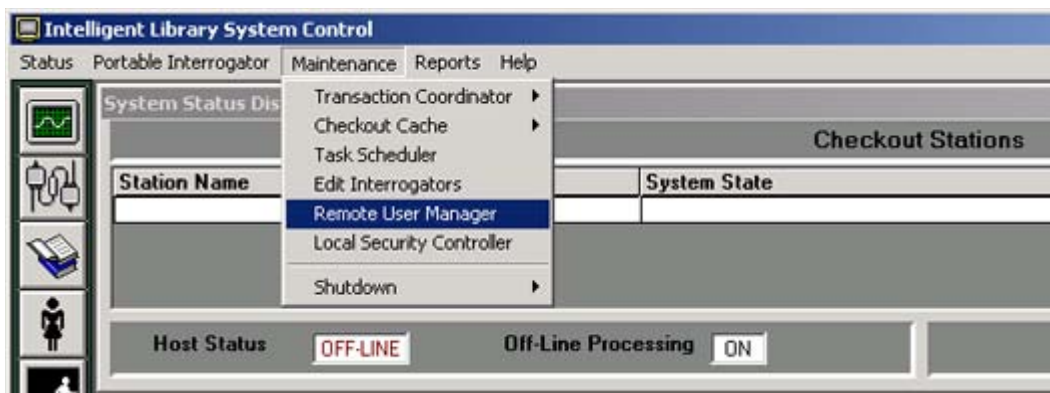 Intelligent Library System Control
Status Portable Interrogator Maintenance Reports Help
System Status Dis
Transaction Coordinator
Checkout Cache
Task Scheduler
Edit Interrogators
Remote User Manager
Local Security Controller
Shutdown
Checkout Stations
Station Name System State
Host Status OFF-LINE Off-Line Processing ON